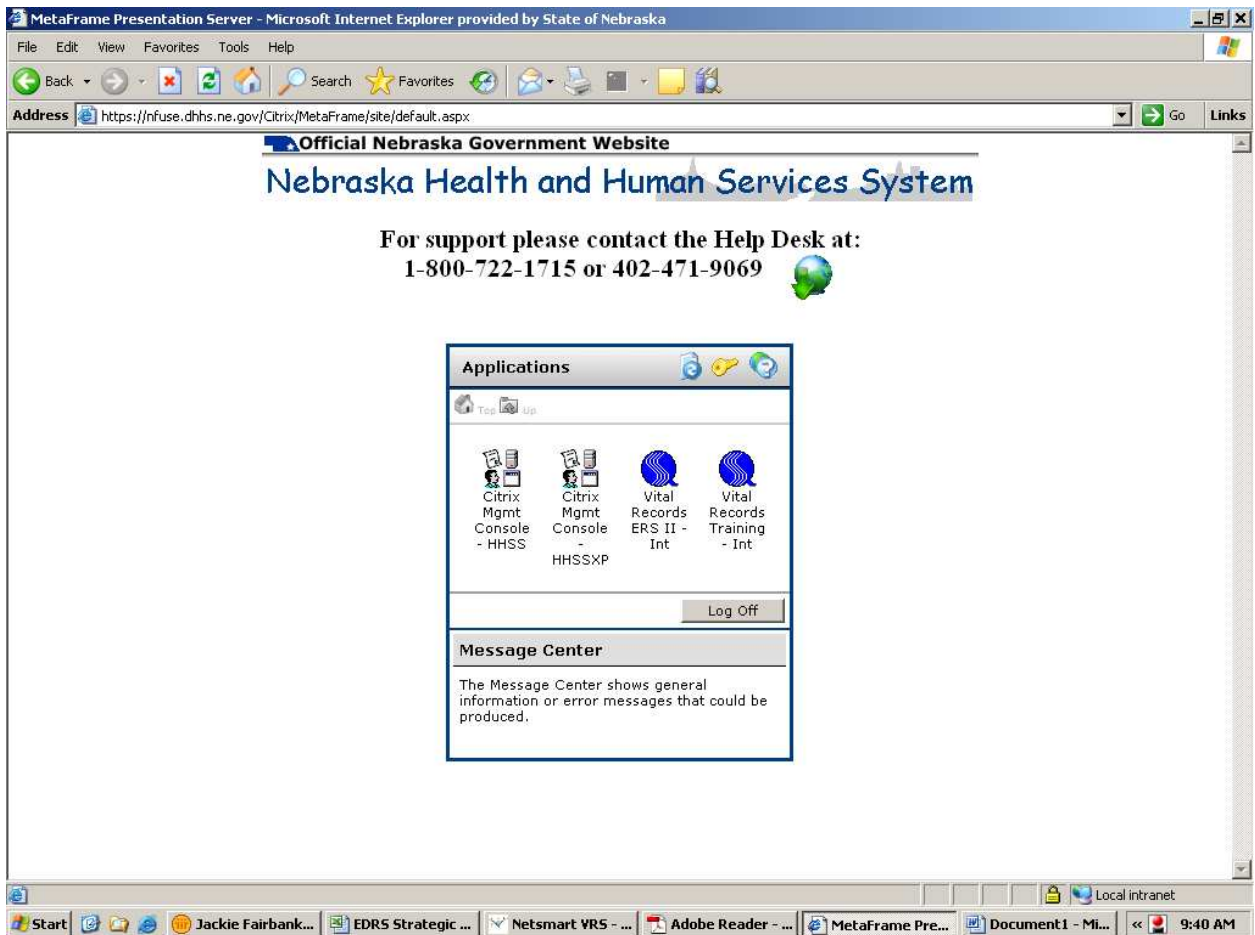 MetaFrame Presentation Server - Microsoft Internet Explorer provided by State of Nebraska
File Edit View Favorites Tools Help
Back Search Favorites
Address https://nfuse.dhhs.ne.gov/Citrix/MetaFrame/site/default.aspx Go Links
Official Nebraska Government Website
Nebraska Health and Human Services System
For support please contact the Help Desk at:
1-800-722-1715 or 402-471-9069
Applications
Top Up
Citrix Mgmt Console - HHSS
Citrix Mgmt Console - HHSSXP
Vital Records ERS II - Int
Vital Records Training - Int
Log Off
Message Center
The Message Center shows general
information or error messages that could be
produced.
Local intranet
Start Jackie Fairbank... EDRS Strategic ... Netsmart VRS - ... Adobe Reader - ... MetaFrame Pre... Document1 - Mi... « 9:40 AM